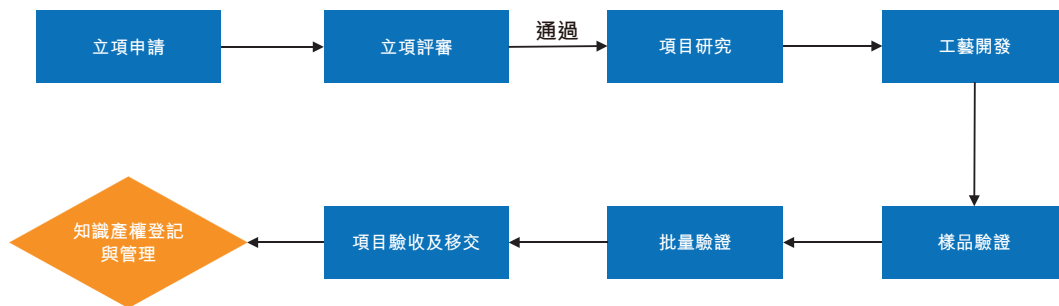 立項申請
立項評審
通過
項目研究
工藝開發
樣品驗證
批量驗證
項目驗收及移交
知識產權登記
與管理